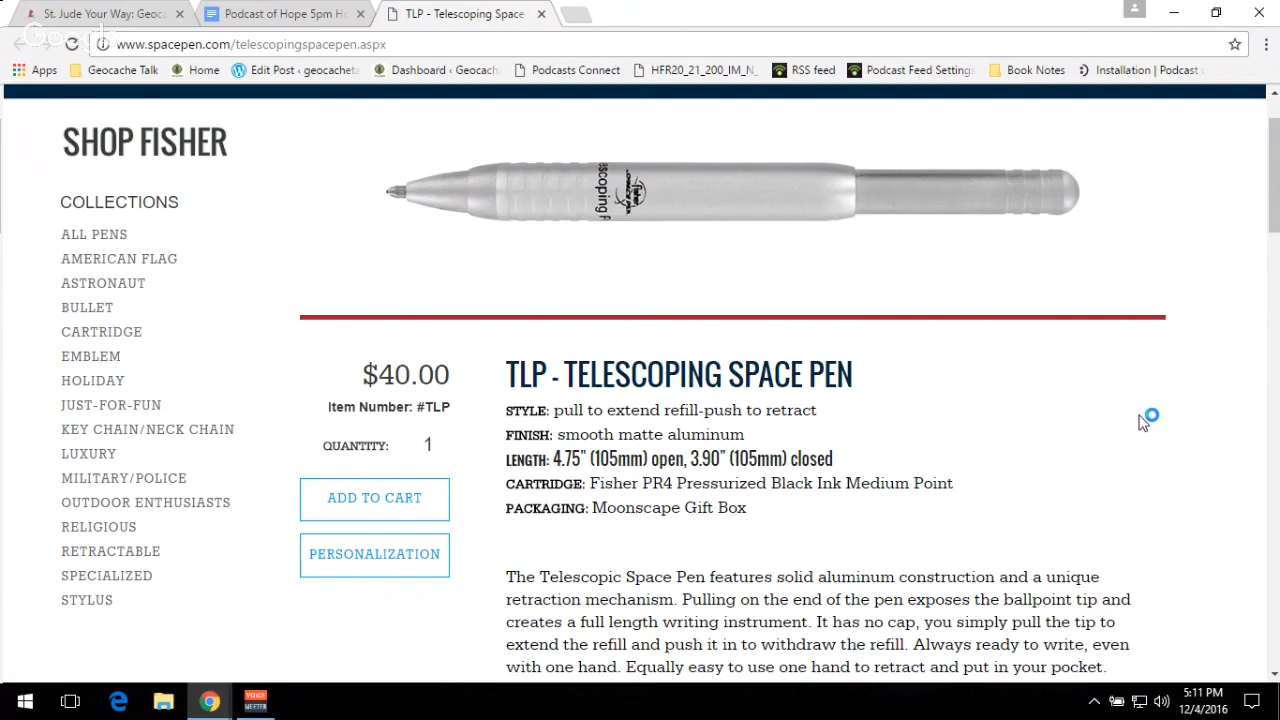 St. Jude Your Way: Geoca
Podcast of Hope 5pm Ho
TLP - Telescoping Space
Google
www.spacepen.com/telescopingspacepen.aspx
Apps Geocache Talk Home Edit Post ‹ geocacheta Dashboard ‹ Geocach Podcasts Connect HFR20_21_200_IM_N_ RSS feed Podcast Feed Settings Book Notes Installation | Podcast c
SHOP FISHER
COLLECTIONS
ALL PENS
AMERICAN FLAG
ASTRONAUT
BULLET
CARTRIDGE
EMBLEM
HOLIDAY
JUST-FOR-FUN
KEY CHAIN/NECK CHAIN
LUXURY
MILITARY/POLICE
OUTDOOR ENTHUSIASTS
RELIGIOUS
RETRACTABLE
SPECIALIZED
STYLUS
$40.00
Item Number: #TLP
QUANTITY: 1
ADD TO CART
PERSONALIZATION
TLP - TELESCOPING SPACE PEN
STYLE: pull to extend refill-push to retract
FINISH: smooth matte aluminum
LENGTH: 4.75" (105mm) open, 3.90" (105mm) closed
CARTRIDGE: Fisher PR4 Pressurized Black Ink Medium Point
PACKAGING: Moonscape Gift Box
The Telescopic Space Pen features solid aluminum construction and a unique
retraction mechanism. Pulling on the end of the pen exposes the ballpoint tip and
creates a full length writing instrument. It has no cap, you simply pull the tip to
extend the refill and push it in to withdraw the refill. Always ready to write, even
with one hand. Equally easy to use one hand to retract and put in your pocket.
VOICE
MEETER
5:11 PM
12/4/2016